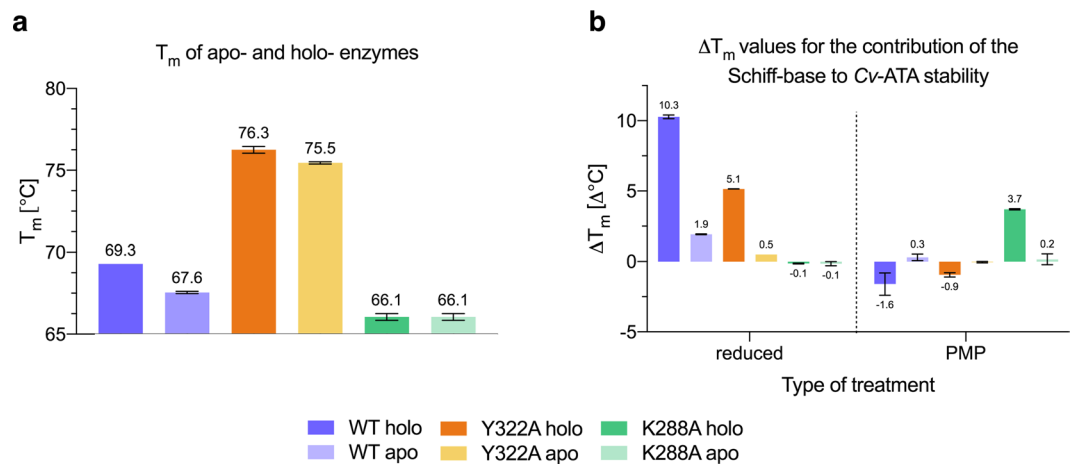 a
Tm of apo- and holo- enzymes
Tm [°C]
80
75
70
65
69.3
67.6
76.3
75.5
66.1
66.1
b
ΔTm values for the contribution of the
Schiff-base to Cv-ATA stability
ΔTm [Δ°C]
10
5
0
-5
10.3
1.9
5.1
0.5
-0.1
-0.1
-1.6
0.3
-0.9
3.7
0.2
reduced
PMP
Type of treatment
WT holo
Y322A holo
K288A holo
WT apo
Y322A apo
K288A apo